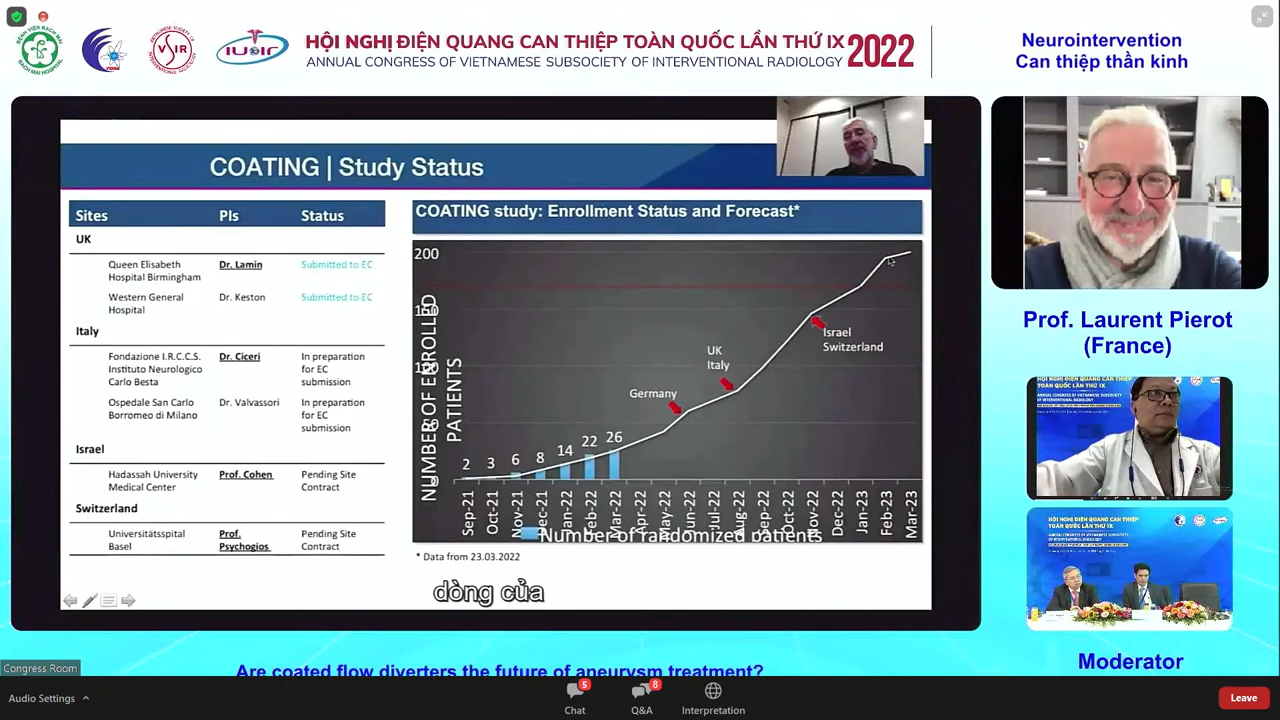 HỘI NGHỊ ĐIỆN QUANG CAN THIỆP TOÀN QUỐC LẦN THỨ IX 2022
ANNUAL CONGRESS OF VIETNAMESE SUBSOCIETY OF INTERVENTIONAL RADIOLOGY
BỆNH VIỆN BẠCH MAI
BACH MAI HOSPITAL
VSIR
Neurointervention
Can thiệp thần kinh
COATING | Study Status
Sites PIs Status
UK
Queen Elisabeth Hospital Birmingham Dr. Lamin Submitted to EC
Western General Hospital Dr. Keston Submitted to EC
Italy
Fondazione I.R.C.C.S. Instituto Neurologico Carlo Besta Dr. Ciceri In preparation for EC submission
Ospedale San Carlo Borromeo di Milano Dr. Valvassori In preparation for EC submission
Israel
Hadassah University Medical Center Prof. Cohen Pending Site Contract
Switzerland
Universitätsspital Basel Prof. Psychogios Pending Site Contract
COATING study: Enrollment Status and Forecast*
NUMBER OF ENROLLED PATIENTS
200
Germany
UK
Italy
Israel
Switzerland
2 3 6 8 14 22 26
Sep-21 Oct-21 Nov-21 Dec-21 Jan-22 Feb-22 Mar-22 May-22 Jun-22 Jul-22 Aug-22 Sep-22 Oct-22 Nov-22 Dec-22 Jan-23 Feb-23 Mar-23
Number of randomized patients
* Data from 23.03.2022
dòng của
Prof. Laurent Pierot
(France)
Moderator
Congress Room
Are coated flow diverters the future of aneurysm treatment?
Audio Settings
5
Chat
8
Q&A
Interpretation
Leave